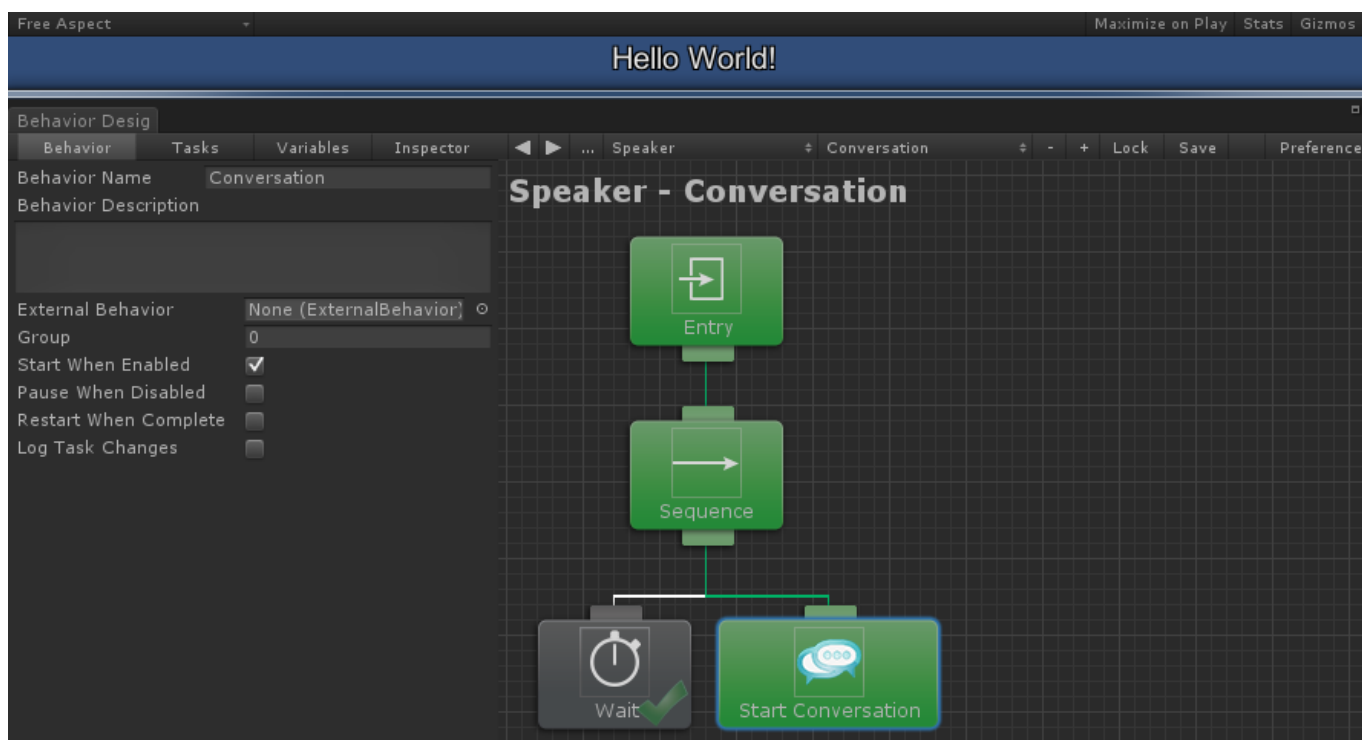 Free Aspect Maximize on Play Stats Gizmos
Hello World!
Behavior Desig
Behavior Tasks Variables Inspector ... Speaker Conversation - + Lock Save Preference
Behavior Name Conversation
Behavior Description
Speaker - Conversation
External Behavior None (ExternalBehavior)
Group 0
Start When Enabled
Pause When Disabled
Restart When Complete
Log Task Changes
Entry
Sequence
Wait
Start Conversation